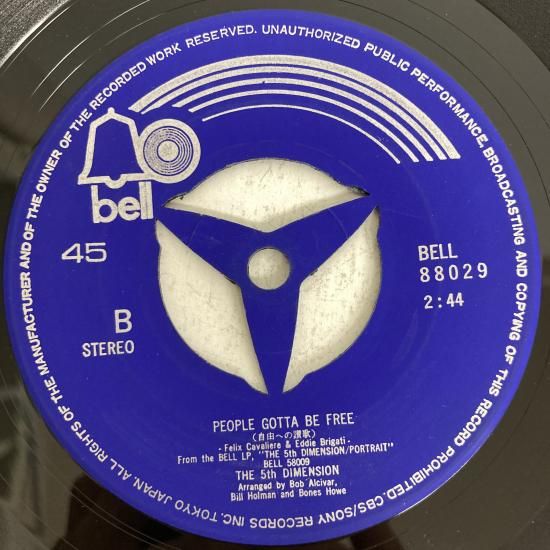 ALL RIGHTS OF THE MANUFACTURER AND OF THE OWNER OF THE RECORDED WORK RESERVED. UNAUTHORIZED PUBLIC PERFORMANCE, BROADCASTING AND COPYING OF THIS RECORD PROHIBITED. CBS/SONY RECORDS INC. TOKYO JAPAN
bell
45
BELL
88029
B
2:44
STEREO
PEOPLE GOTTA BE FREE
(自由への讃歌)
- Felix Cavaliere & Eddie Brigati -
From the BELL LP, "THE 5th DIMENSION/PORTRAIT"
BELL 58009
THE 5th DIMENSION
Arranged by Bob Alcivar,
Bill Holman and Bones Howe